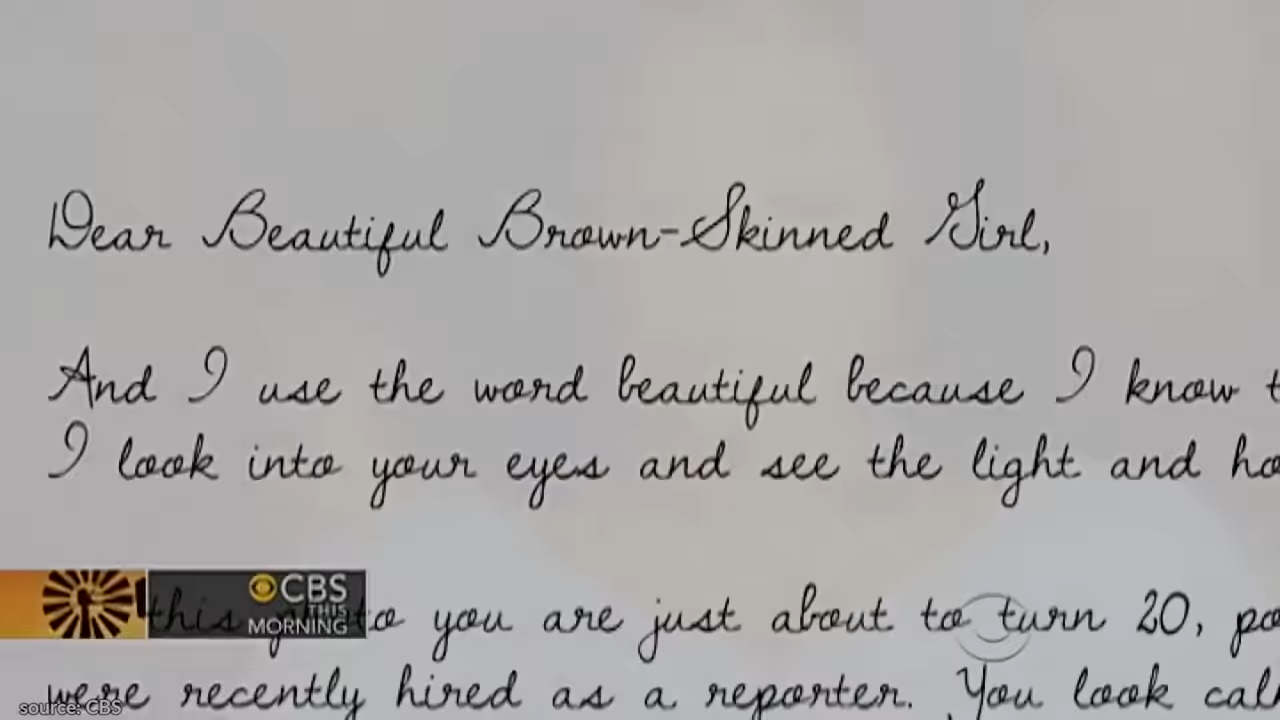 Dear Beautiful Brown-Skinned Girl,
And I use the word beautiful because I know
I look into your eyes and see the light and
this photo you are just about to turn 20,
CBS
THIS
MORNING
were recently hired as a reporter. You look
source: CBS